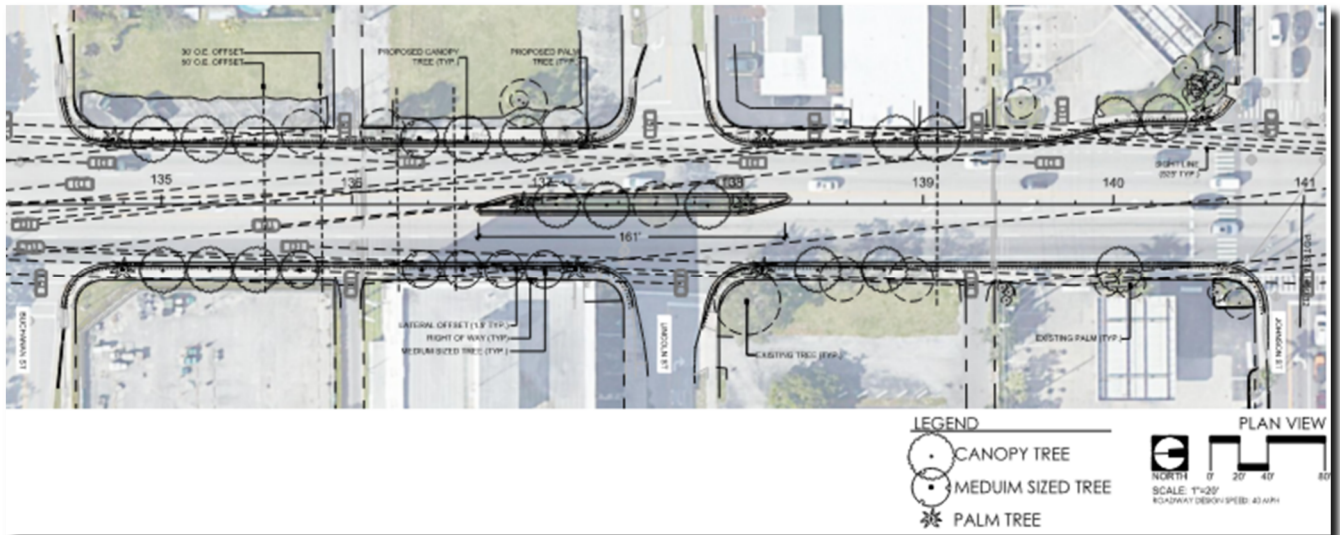 30' O.E. OFFSET
50' O.E. OFFSET
PROPOSED CANOPY
TREE (TYP.)
PROPOSED PALM
TREE (TYP.)
135
136
137
138
139
140
141
SIGHT LINE
(525' TYP.)
161'
LATERAL OFFSET (1.5' TYP.)
RIGHT OF WAY (TYP)
MEDIUM SIZED TREE (TYP.)
EXISTING TREE (TYP.)
EXISTING PALM (TYP.)
BUCHANAN ST
LINCOLN ST
JOHNSON ST
LEGEND
CANOPY TREE
MEDUIM SIZED TREE
PALM TREE
PLAN VIEW
NORTH
0' 20' 40' 80'
SCALE: 1"=20'
ROADWAY DESIGN SPEED: 40 MPH